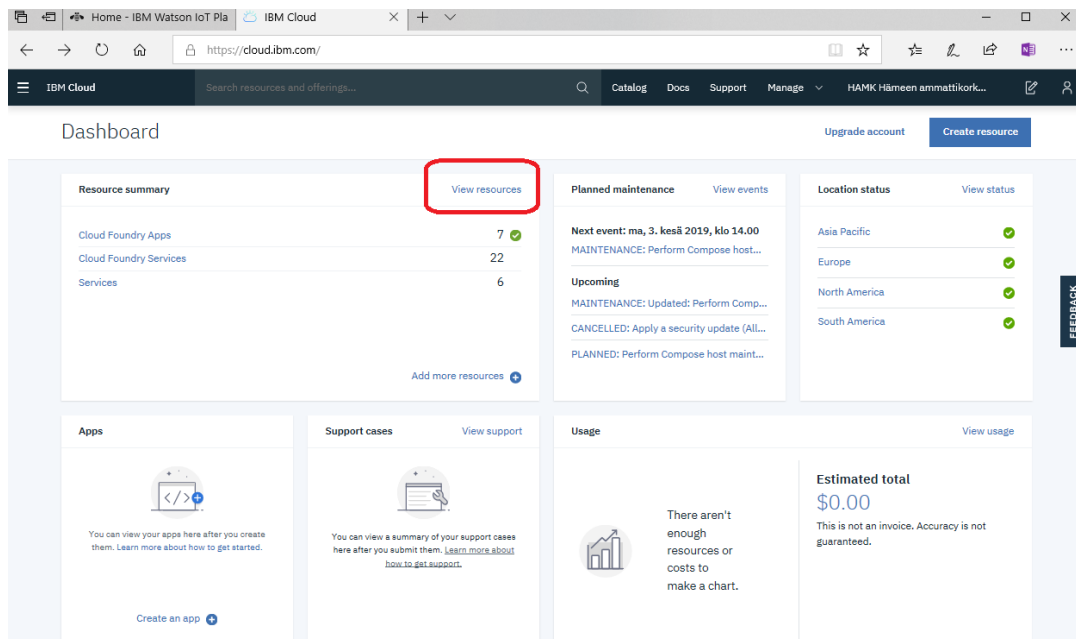 Home - IBM Watson IoT Pla
IBM Cloud
https://cloud.ibm.com/
IBM Cloud
Search resources and offerings...
Catalog
Docs
Support
Manage
HAMK Hämeen ammattikork...
Dashboard
Upgrade account
Create resource
Resource summary
View resources
Cloud Foundry Apps
7
Cloud Foundry Services
22
Services
6
Add more resources
Planned maintenance
View events
Next event: ma, 3. kesä 2019, klo 14.00
MAINTENANCE: Perform Compose host...
Upcoming
MAINTENANCE: Updated: Perform Comp...
CANCELLED: Apply a security update (All...
PLANNED: Perform Compose host maint...
Location status
View status
Asia Pacific
Europe
North America
South America
FEEDBACK
Apps
You can view your apps here after you create
them. Learn more about how to get started.
Create an app
Support cases
View support
You can view a summary of your support cases
here after you submit them. Learn more about
how to get support.
Usage
View usage
There aren't
enough
resources or
costs to
make a chart.
Estimated total
$0.00
This is not an invoice. Accuracy is not
guaranteed.